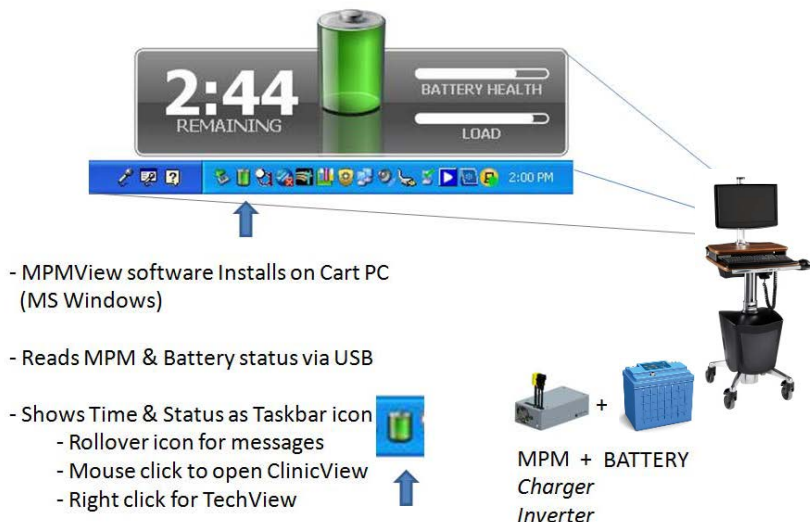 2:44
REMAINING
BATTERY HEALTH
LOAD
2:00 PM
- MPMView software Installs on Cart PC
(MS Windows)
- Reads MPM & Battery status via USB
- Shows Time & Status as Taskbar icon
- Rollover icon for messages
- Mouse click to open ClinicView
- Right click for TechView
+
MPM + BATTERY
Charger
Inverter